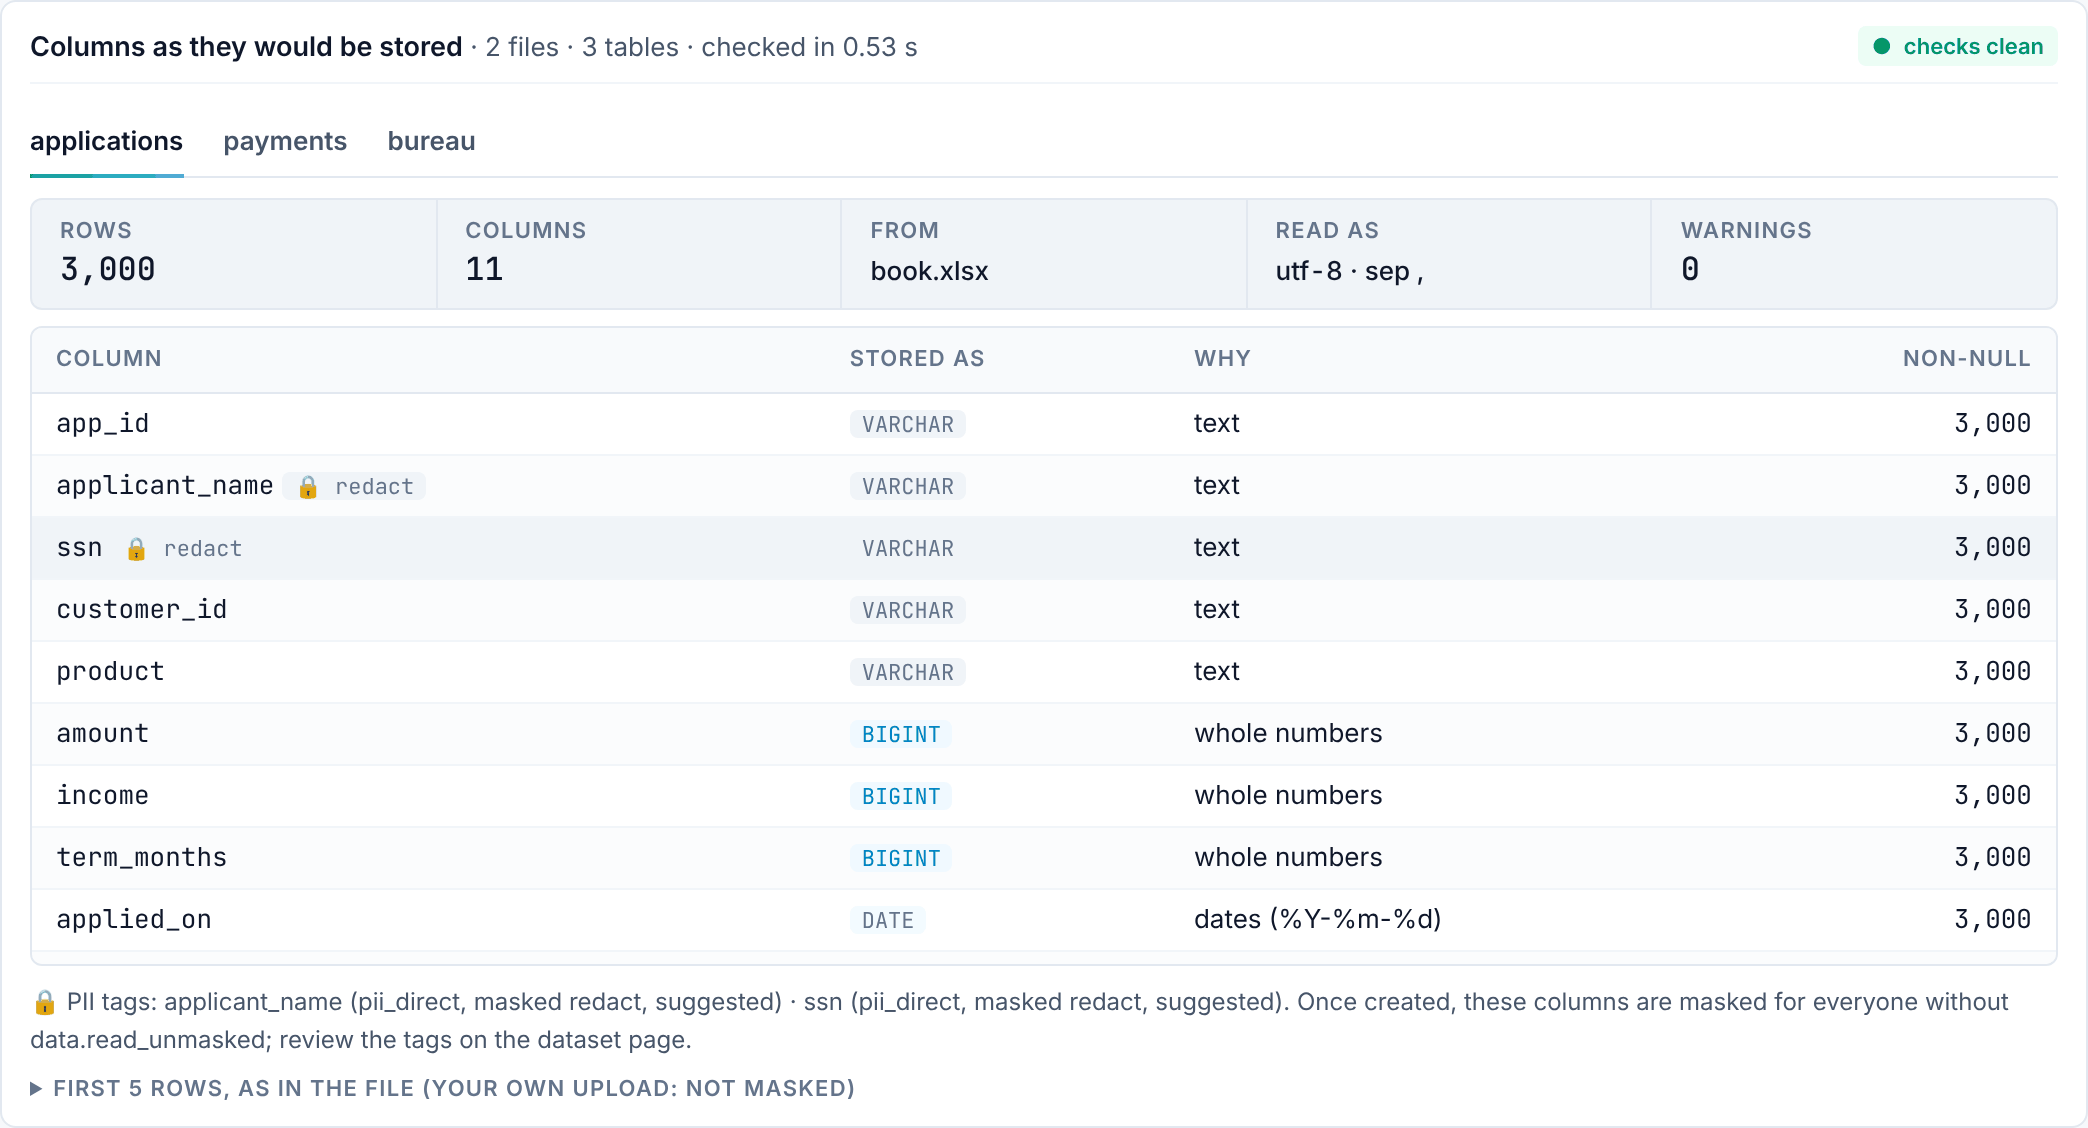 Columns as they would be stored · 2 files · 3 tables · checked in 0.53 s
checks clean
applications payments bureau
ROWS COLUMNS FROM READ AS WARNINGS
3,000 11 book.xlsx utf-8 · sep , 0
COLUMN STORED AS WHY NON-NULL
app_id VARCHAR text 3,000
applicant_name 🔒 redact VARCHAR text 3,000
ssn 🔒 redact VARCHAR text 3,000
customer_id VARCHAR text 3,000
product VARCHAR text 3,000
amount BIGINT whole numbers 3,000
income BIGINT whole numbers 3,000
term_months BIGINT whole numbers 3,000
applied_on DATE dates (%Y-%m-%d) 3,000
🔒 PII tags: applicant_name (pii_direct, masked redact, suggested) · ssn (pii_direct, masked redact, suggested). Once created, these columns are masked for everyone without
data.read_unmasked; review the tags on the dataset page.
▶ FIRST 5 ROWS, AS IN THE FILE (YOUR OWN UPLOAD: NOT MASKED)